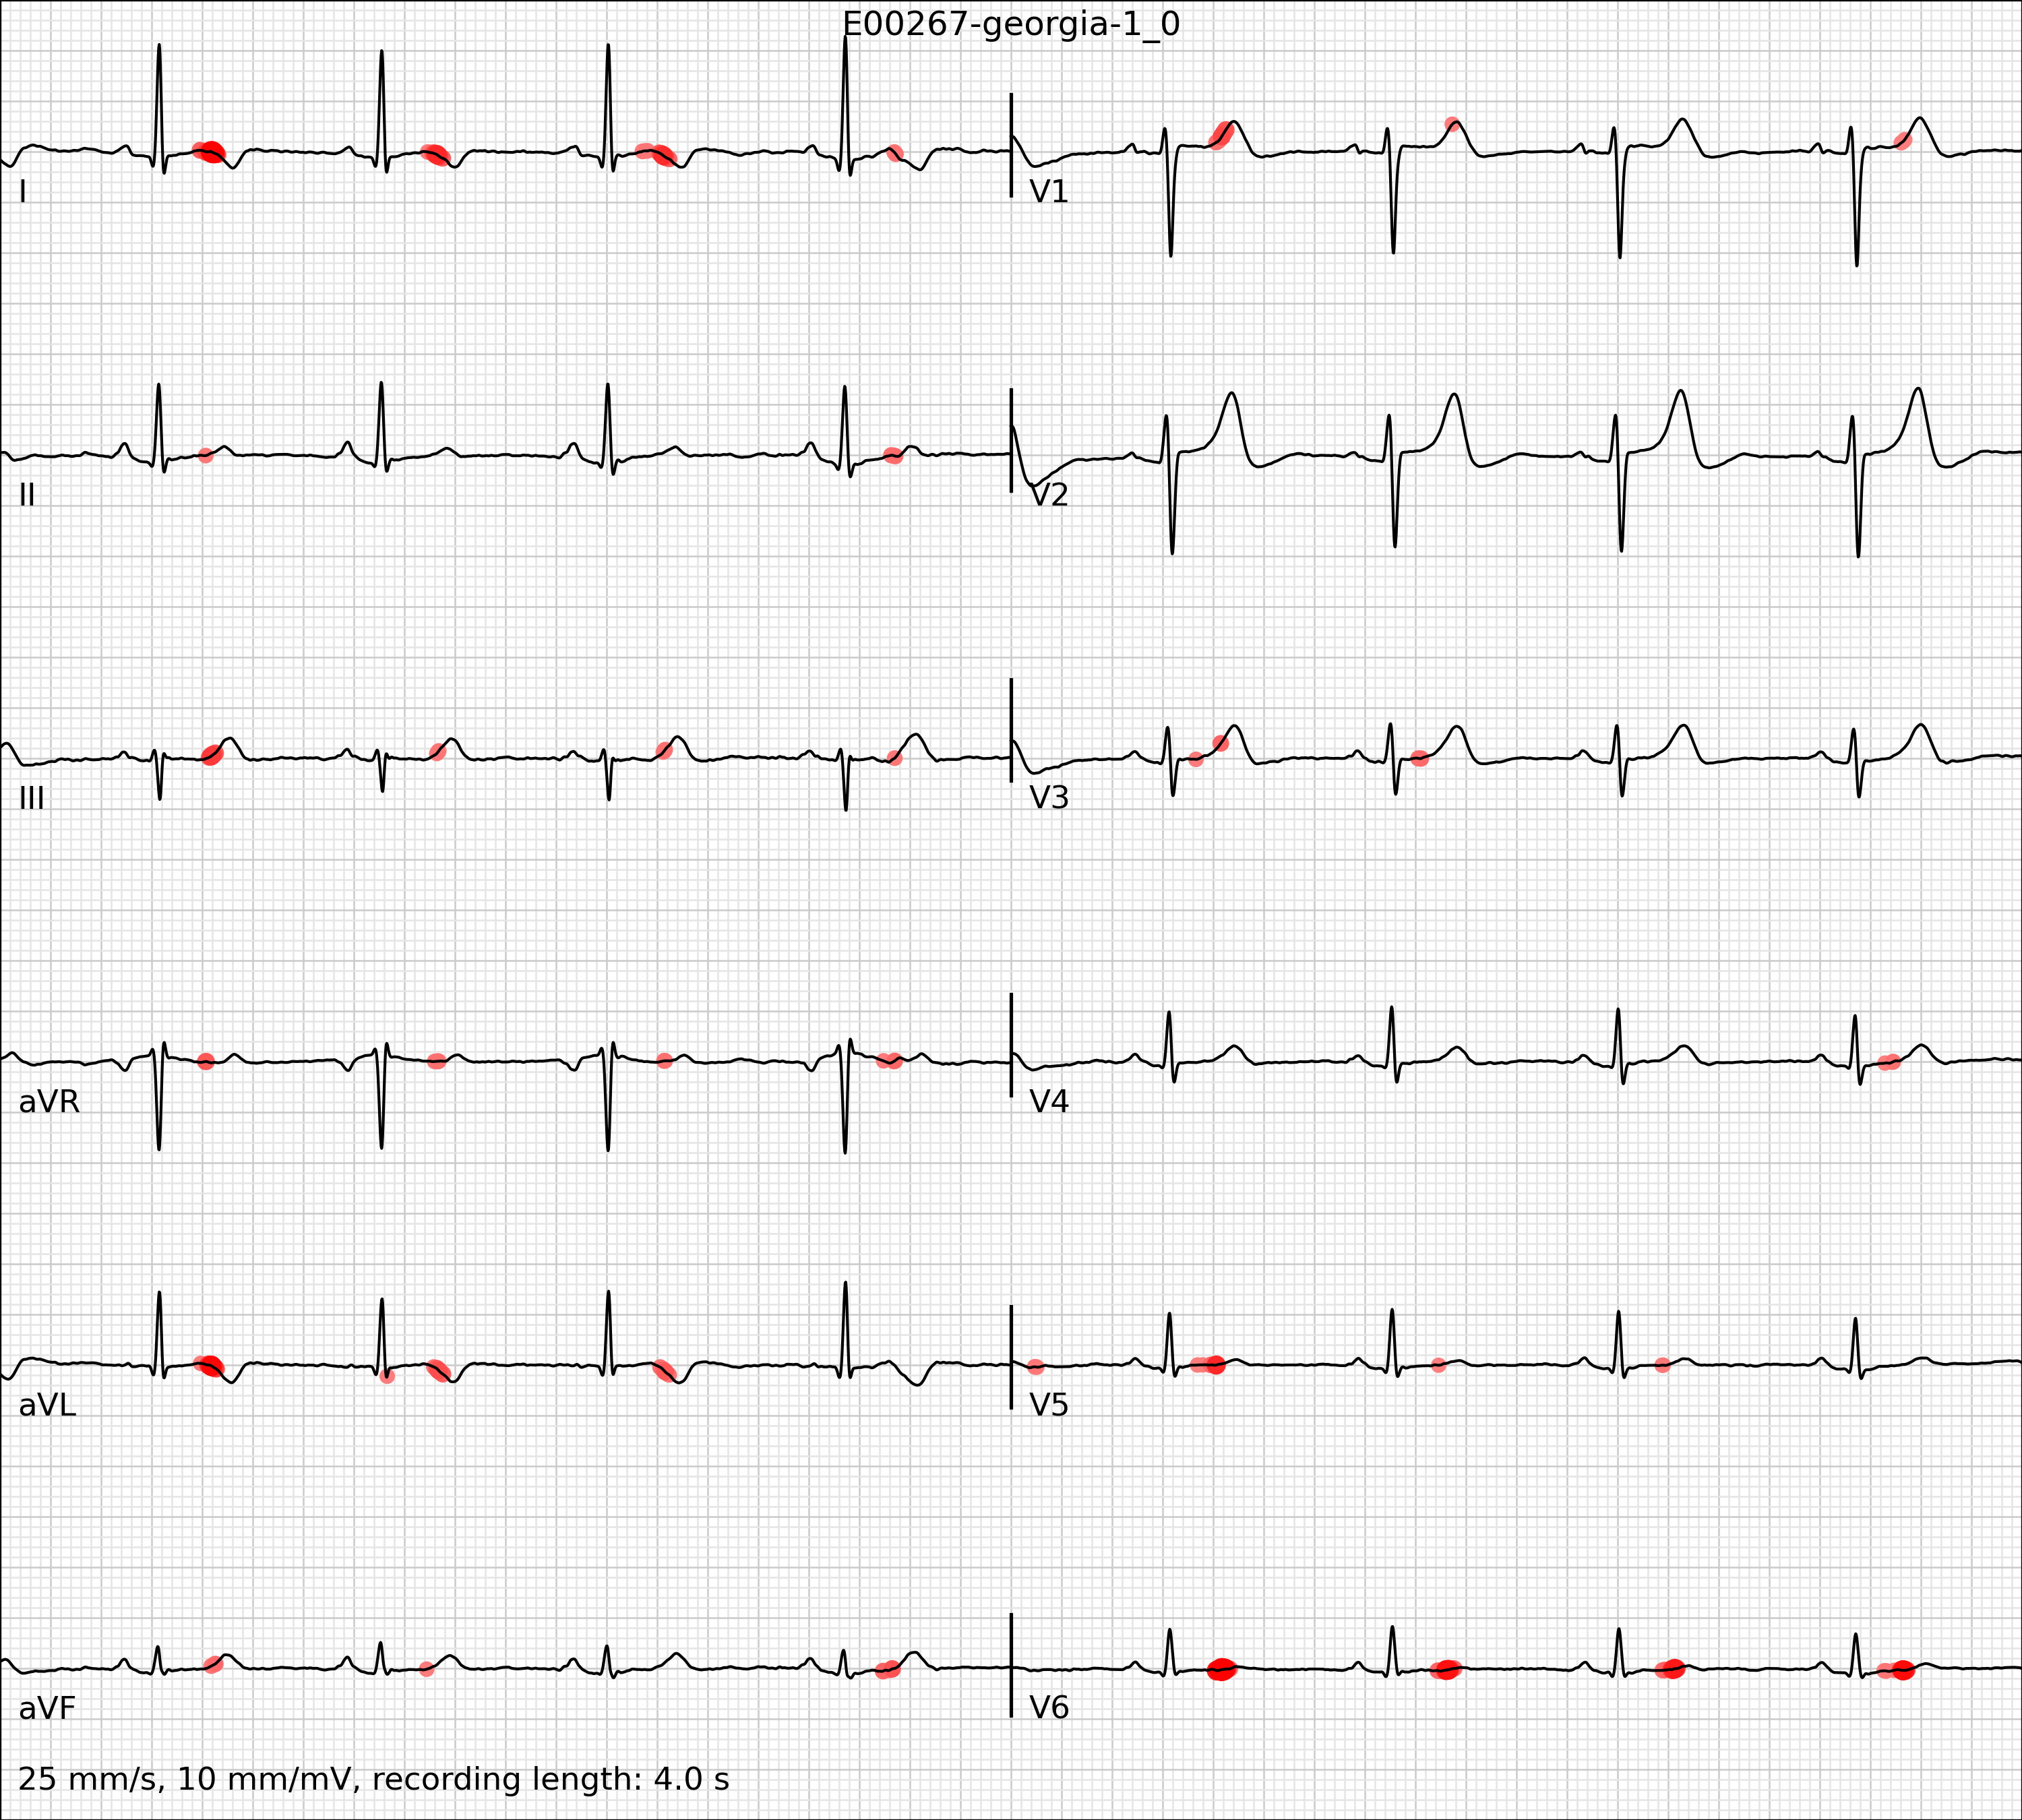 E00267-georgia-1_0
I
V1
II
V2
III
V3
aVR
V4
aVL
V5
aVF
V6
25 mm/s, 10 mm/mV, recording length: 4.0 s